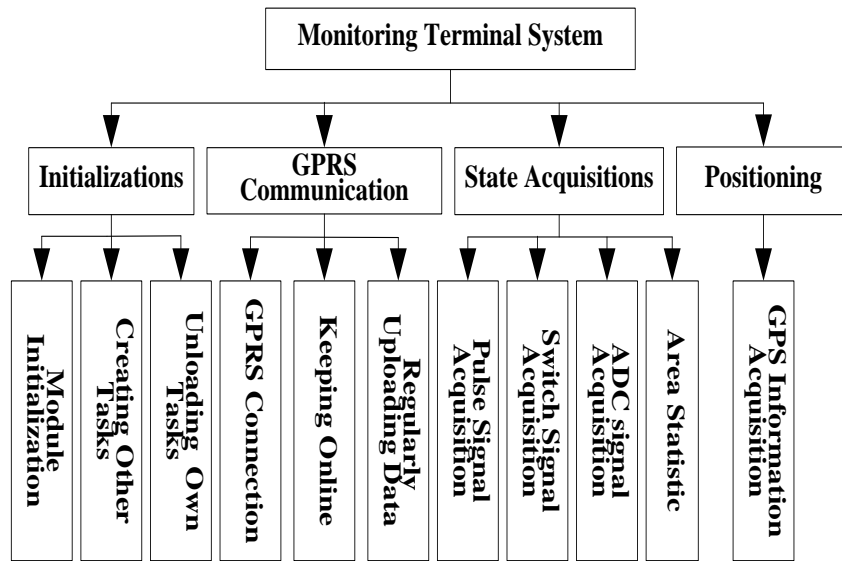 Monitoring Terminal System
Initializations
GPRS
Communication
State Acquisitions
Positioning
Module
Initialization
Creating Other
Tasks
Unloading Own
Tasks
GPRS Connection
Keeping Online
Regularly
Uploading Data
Pulse Signal
Acquisition
Switch Signal
Acquisition
ADC signal
Acquisition
Area Statistic
GPS Information
Acquisition